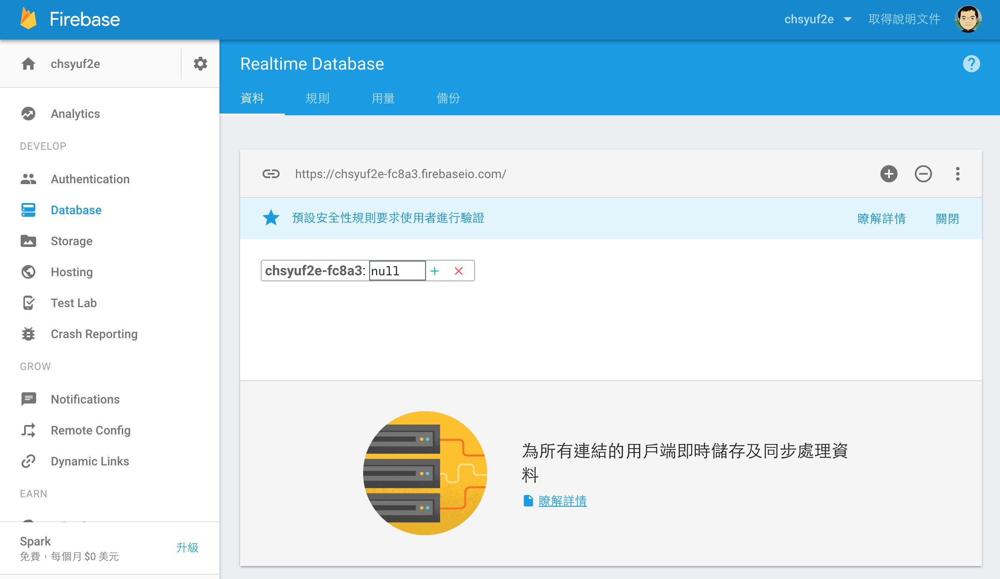 Firebase
chsyuf2e
取得說明文件
chsyuf2e
Analytics
DEVELOP
Authentication
Database
Storage
Hosting
Test Lab
Crash Reporting
GROW
Notifications
Remote Config
Dynamic Links
EARN
Spark
免費，每個月 $0 美元
升級
Realtime Database
?
資料
規則
用量
備份
https://chsyuf2e-fc8a3.firebaseio.com/
預設安全性規則要求使用者進行驗證
瞭解詳情
關閉
chsyuf2e-fc8a3: null
為所有連結的用戶端即時儲存及同步處理資
料
瞭解詳情